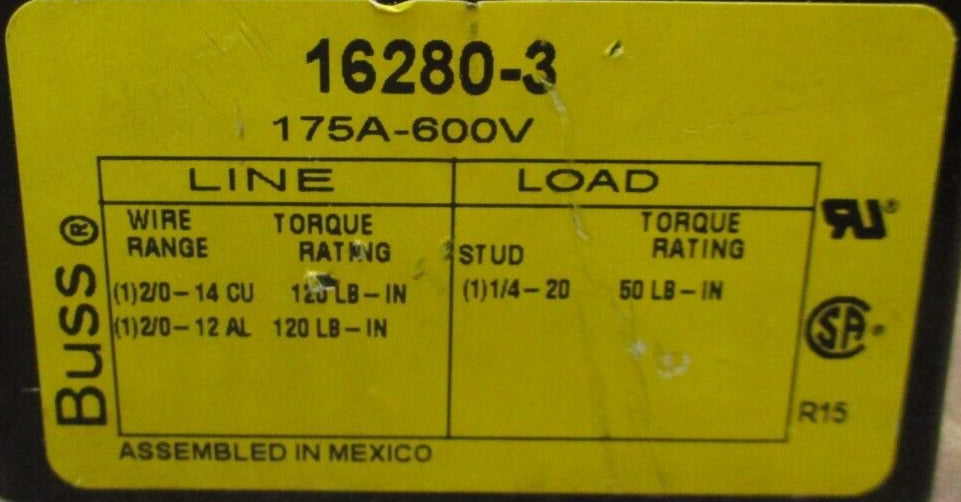 16280-3
175A-600V
LINE LOAD
WIRE RANGE TORQUE RATING STUD TORQUE RATING
(1)2/0-14 CU 120 LB-IN (1)1/4-20 50 LB-IN
(1)2/0-12 AL 120 LB-IN
Buss®
RU®
SA®
R15
ASSEMBLED IN MEXICO